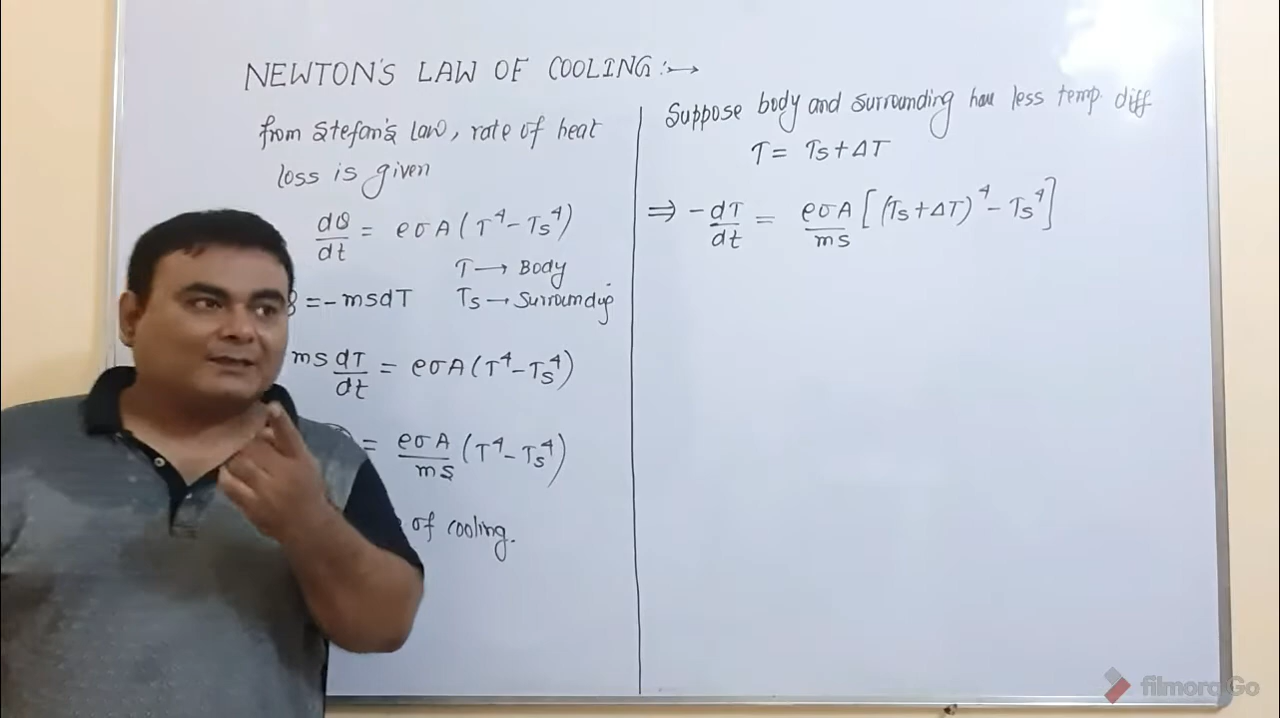 NEWTON'S LAW OF COOLING :→
from Stefan's Law, rate of heat
loss is given
dQ/dt = eσA(T⁴-Ts⁴)
T → Body
= -msdT Ts → Surrounding
ms dT/dt = eσA(T⁴-Ts⁴)
= eσA/ms (T⁴-Ts⁴)
of cooling.
Suppose body and surrounding have less temp. diff
T = Ts+ΔT
⇒ -dT/dt = eσA/ms [(Ts+ΔT)⁴-Ts⁴]
filmora Go